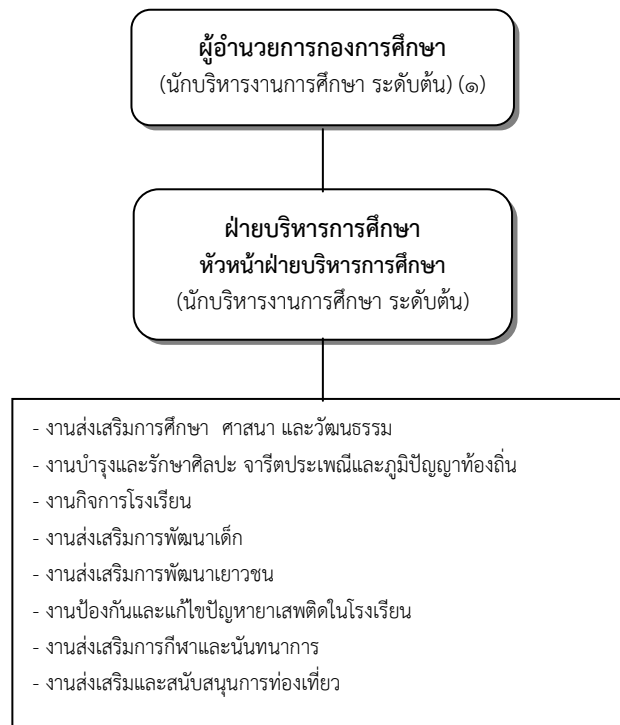 ผู้อำนวยการกองการศึกษา
(นักบริหารงานการศึกษา ระดับต้น) (๑)
ฝ่ายบริหารการศึกษา
หัวหน้าฝ่ายบริหารการศึกษา
(นักบริหารงานการศึกษา ระดับต้น)
- งานส่งเสริมการศึกษา ศาสนา และวัฒนธรรม
- งานบำรุงและรักษาศิลปะ จารีตประเพณีและภูมิปัญญาท้องถิ่น
- งานกิจการโรงเรียน
- งานส่งเสริมการพัฒนาเด็ก
- งานส่งเสริมการพัฒนาเยาวชน
- งานป้องกันและแก้ไขปัญหายาเสพติดในโรงเรียน
- งานส่งเสริมการกีฬาและนันทนาการ
- งานส่งเสริมและสนับสนุนการท่องเที่ยว